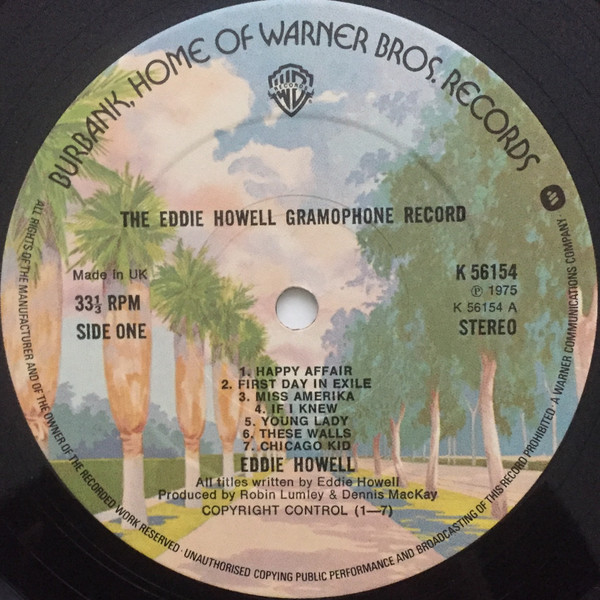 BURBANK, HOME OF WARNER BROS. RECORDS
RECORDS
THE EDDIE HOWELL GRAMOPHONE RECORD
Made in UK
33⅓ RPM
SIDE ONE
K 56154
℗ 1975
K 56154 A
STEREO
1. HAPPY AFFAIR
2. FIRST DAY IN EXILE
3. MISS AMERIKA
4. IF I KNEW
5. YOUNG LADY
6. THESE WALLS
7. CHICAGO KID
EDDIE HOWELL
All titles written by Eddie Howell
Produced by Robin Lumley & Dennis MacKay
COPYRIGHT CONTROL (1—7)
ALL RIGHTS OF THE MANUFACTURER AND OF THE OWNER OF THE RECORDED WORK RESERVED · UNAUTHORISED COPYING PUBLIC PERFORMANCE AND BROADCASTING OF THIS RECORD PROHIBITED · A WARNER COMMUNICATIONS COMPANY